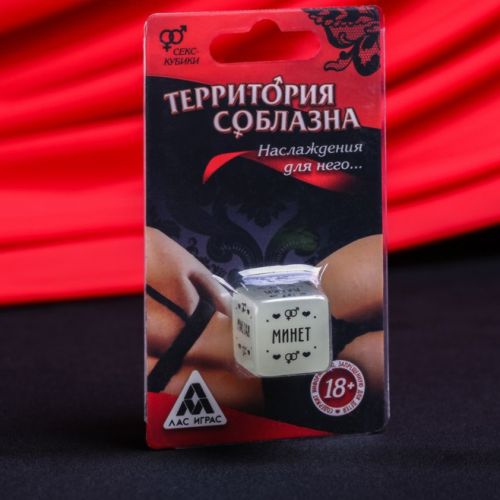 СЕКС-
КУБИКИ
ТЕРРИТОРИЯ
СОБЛАЗНА
Наслаждения
для него...
МИНЕТ
18+
ЛАС ИГРАС